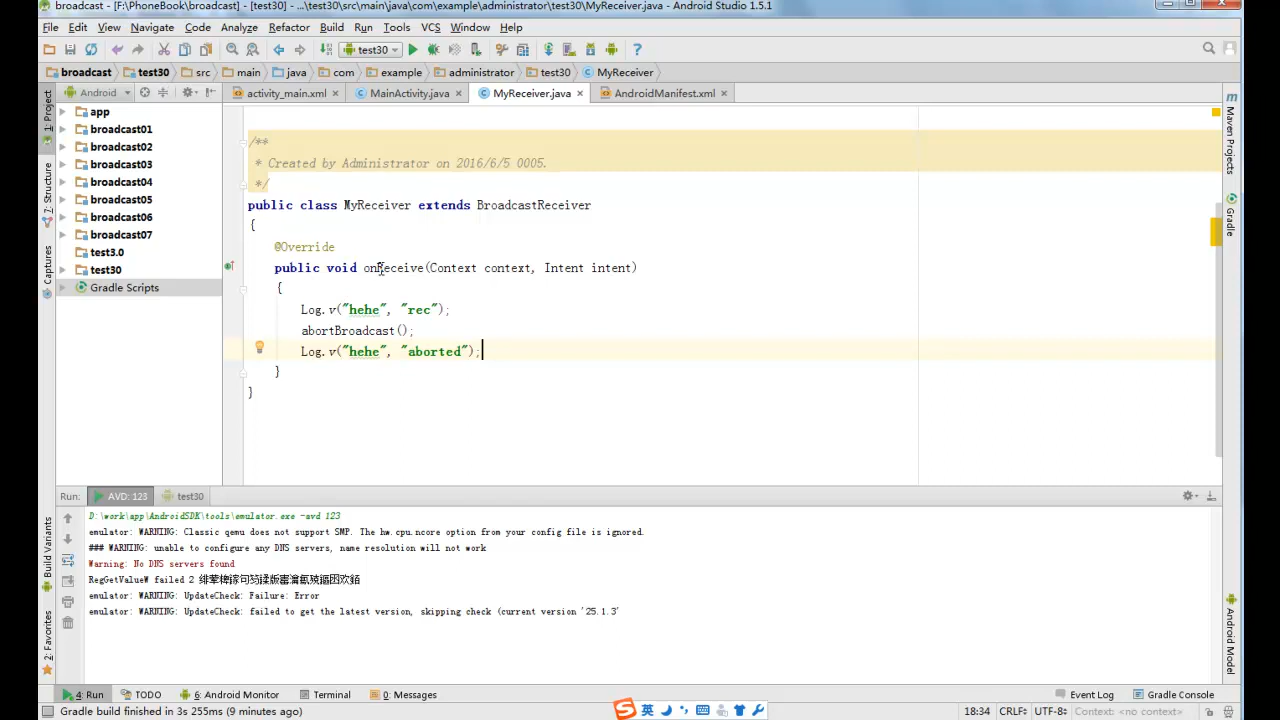 broadcast - [F:\PhoneBook\broadcast] - [test30] - ...\test30\src\main\java\com\example\administrator\test30\MyReceiver.java - Android Studio 1.5.1
File Edit View Navigate Code Analyze Refactor Build Run Tools VCS Window Help
test30
broadcast test30 src main java com example administrator test30 MyReceiver
Android activity_main.xml MainActivity.java MyReceiver.java AndroidManifest.xml
1: Project
7: Structure
Captures
Build Variants
2: Favorites
app
broadcast01
broadcast02
broadcast03
broadcast04
broadcast05
broadcast06
broadcast07
test3.0
test30
Gradle Scripts
/**
* Created by Administrator on 2016/6/5 0005.
*/
public class MyReceiver extends BroadcastReceiver
{
@Override
public void onReceive(Context context, Intent intent)
{
Log.v("hehe", "rec");
abortBroadcast();
Log.v("hehe", "aborted");
}
}
Maven Projects
Gradle
Android Model
Run: AVD: 123 test30
D:\work\app\AndroidSDK\tools\emulator.exe -avd 123
emulator: WARNING: Classic qemu does not support SMP. The hw.cpu.ncore option from your config file is ignored.
### WARNING: unable to configure any DNS servers, name resolution will not work
Warning: No DNS servers found
RegGetValueW failed 2
emulator: WARNING: UpdateCheck: Failure: Error
emulator: WARNING: UpdateCheck: failed to get the latest version, skipping check (current version '25.1.3'
4: Run TODO 6: Android Monitor Terminal 0: Messages Event Log Gradle Console
Gradle build finished in 3s 255ms (9 minutes ago) 英 18:34 CRLF UTF-8 Context: <no context>